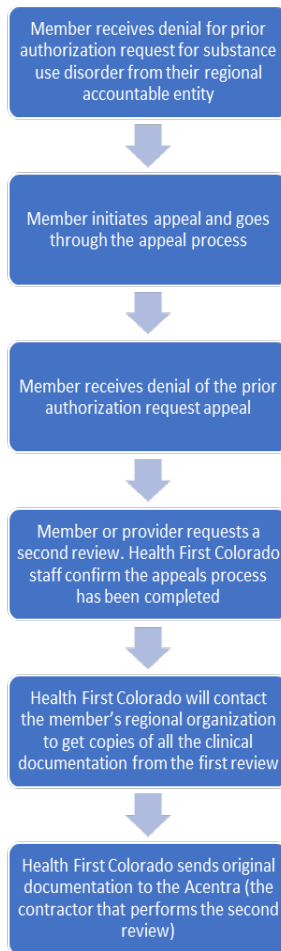 Member receives denial for prior
authorization request for substance
use disorder from their regional
accountable entity
Member initiates appeal and goes
through the appeal process
Member receives denial of the prior
authorization request appeal
Member or provider requests a
second review. Health First Colorado
staff confirm the appeals process
has been completed
Health First Colorado will contact
the member's regional organization
to get copies of all the clinical
documentation from the first review
Health First Colorado sends original
documentation to the Acentra (the
contractor that performs the second
review)